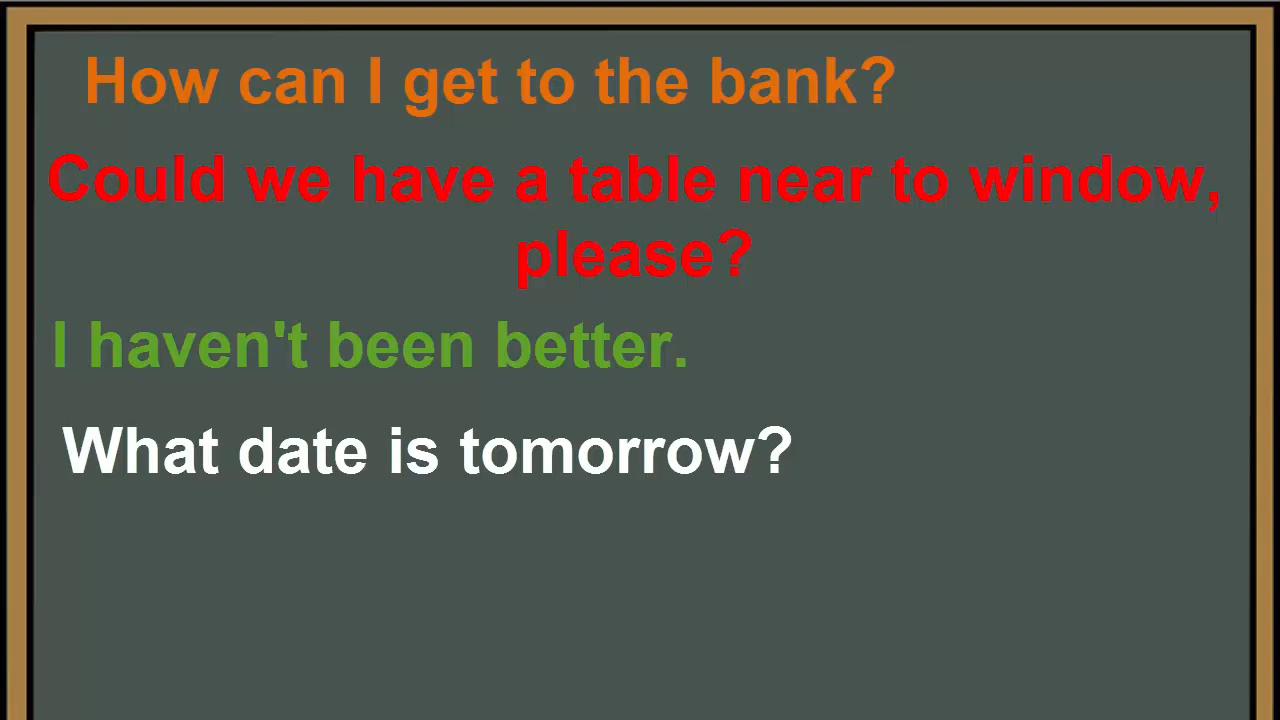 How can I get to the bank?
Could we have a table near to window,
please?
I haven't been better.
What date is tomorrow?